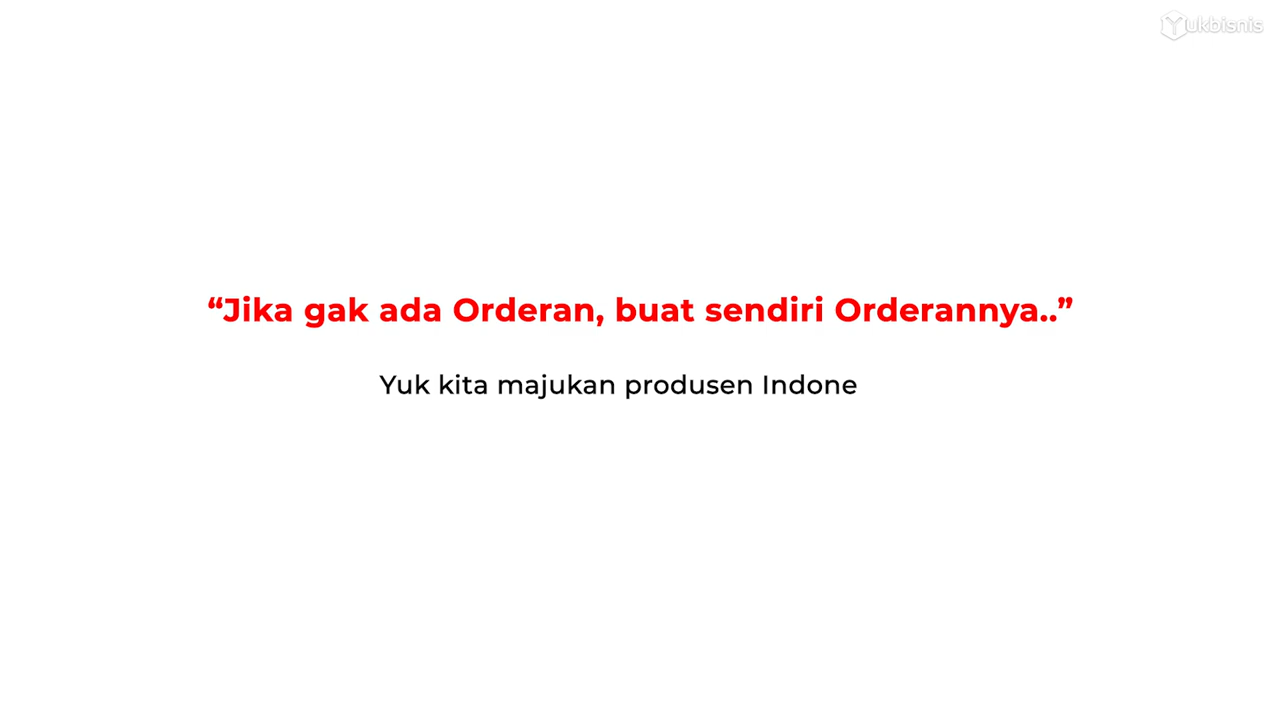 Yukbisnis
“Jika gak ada Orderan, buat sendiri Orderannya..”
Yuk kita majukan produsen Indone